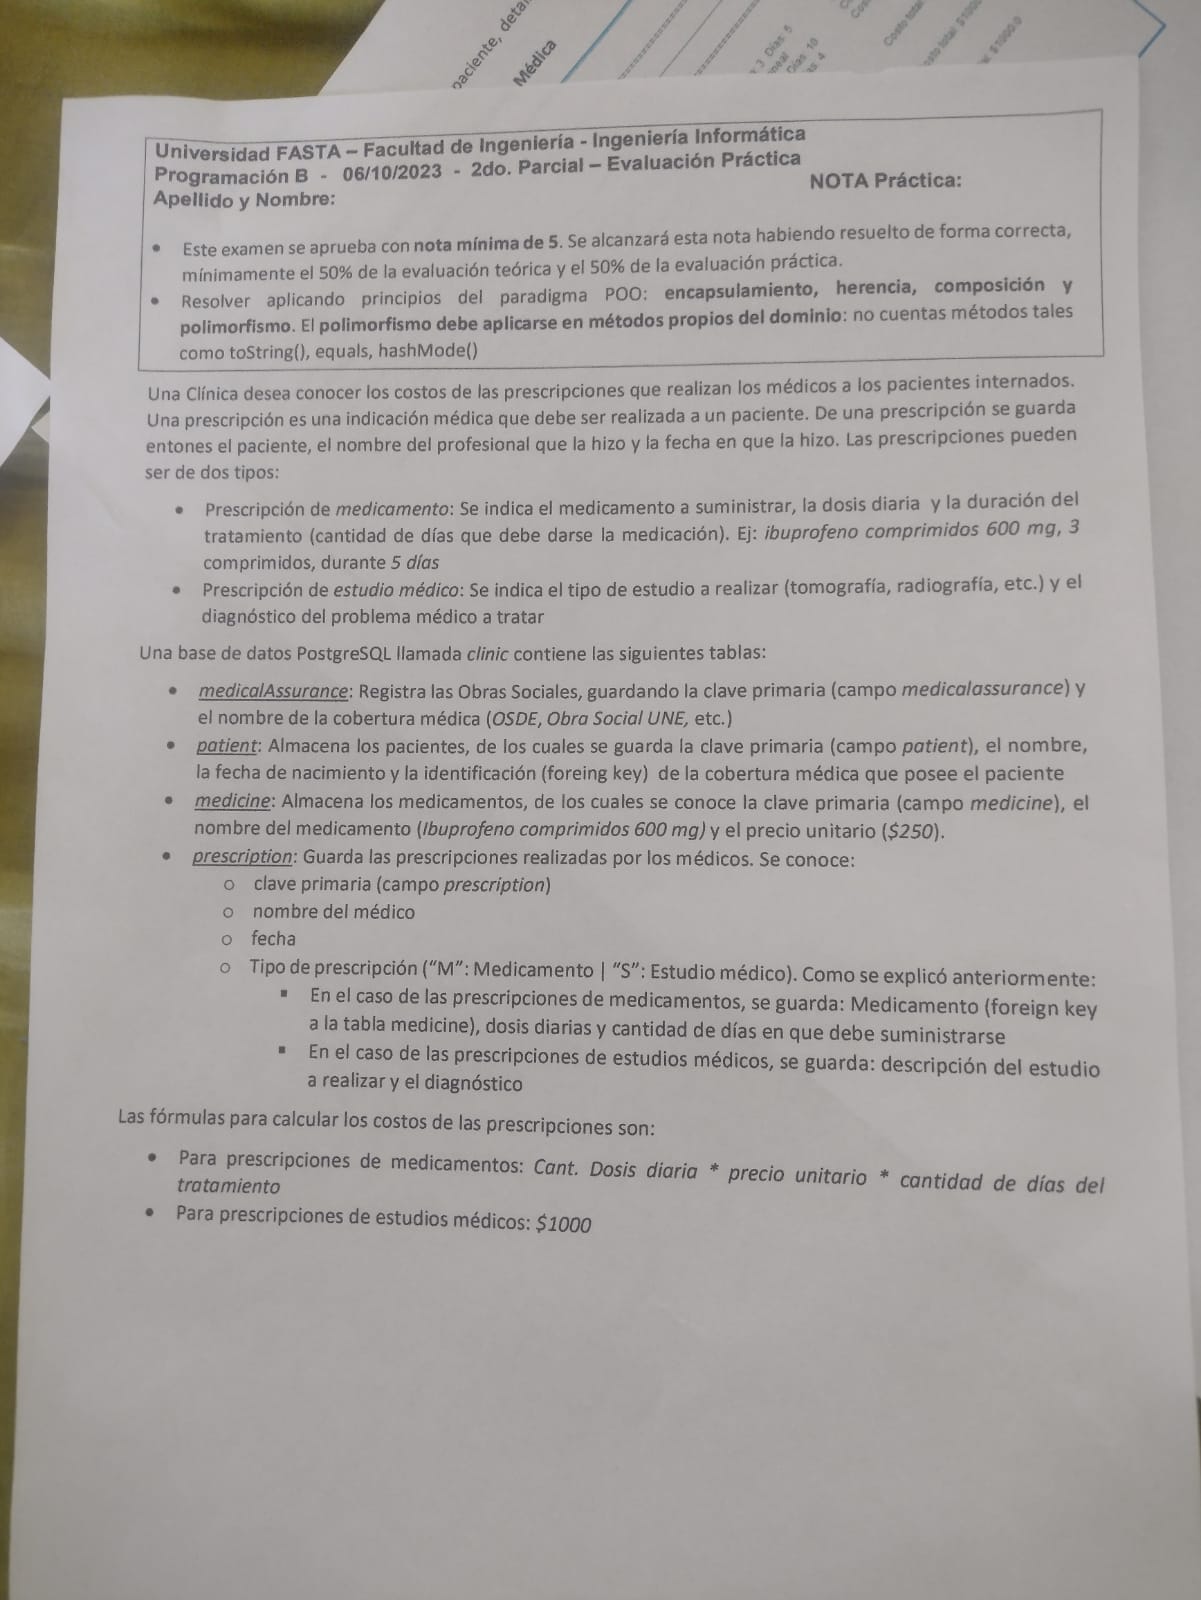 paciente, deta
Médica
3 Días: 5
Días 10
Costo total
Costo total: $1000
$1000.0
Universidad FASTA – Facultad de Ingeniería - Ingeniería Informática
Programación B - 06/10/2023 - 2do. Parcial – Evaluación Práctica
Apellido y Nombre: NOTA Práctica:
• Este examen se aprueba con nota mínima de 5. Se alcanzará esta nota habiendo resuelto de forma correcta,
mínimamente el 50% de la evaluación teórica y el 50% de la evaluación práctica.
• Resolver aplicando principios del paradigma POO: encapsulamiento, herencia, composición y
polimorfismo. El polimorfismo debe aplicarse en métodos propios del dominio: no cuentas métodos tales
como toString(), equals, hashMode()
Una Clínica desea conocer los costos de las prescripciones que realizan los médicos a los pacientes internados.
Una prescripción es una indicación médica que debe ser realizada a un paciente. De una prescripción se guarda
entones el paciente, el nombre del profesional que la hizo y la fecha en que la hizo. Las prescripciones pueden
ser de dos tipos:
• Prescripción de medicamento: Se indica el medicamento a suministrar, la dosis diaria y la duración del
tratamiento (cantidad de días que debe darse la medicación). Ej: ibuprofeno comprimidos 600 mg, 3
comprimidos, durante 5 días
• Prescripción de estudio médico: Se indica el tipo de estudio a realizar (tomografía, radiografía, etc.) y el
diagnóstico del problema médico a tratar
Una base de datos PostgreSQL llamada clinic contiene las siguientes tablas:
• medicalAssurance: Registra las Obras Sociales, guardando la clave primaria (campo medicalassurance) y
el nombre de la cobertura médica (OSDE, Obra Social UNE, etc.)
• patient: Almacena los pacientes, de los cuales se guarda la clave primaria (campo patient), el nombre,
la fecha de nacimiento y la identificación (foreing key) de la cobertura médica que posee el paciente
• medicine: Almacena los medicamentos, de los cuales se conoce la clave primaria (campo medicine), el
nombre del medicamento (Ibuprofeno comprimidos 600 mg) y el precio unitario ($250).
• prescription: Guarda las prescripciones realizadas por los médicos. Se conoce:
o clave primaria (campo prescription)
o nombre del médico
o fecha
o Tipo de prescripción (“M”: Medicamento | “S”: Estudio médico). Como se explicó anteriormente:
▪ En el caso de las prescripciones de medicamentos, se guarda: Medicamento (foreign key
a la tabla medicine), dosis diarias y cantidad de días en que debe suministrarse
▪ En el caso de las prescripciones de estudios médicos, se guarda: descripción del estudio
a realizar y el diagnóstico
Las fórmulas para calcular los costos de las prescripciones son:
• Para prescripciones de medicamentos: Cant. Dosis diaria * precio unitario * cantidad de días del
tratamiento
• Para prescripciones de estudios médicos: $1000